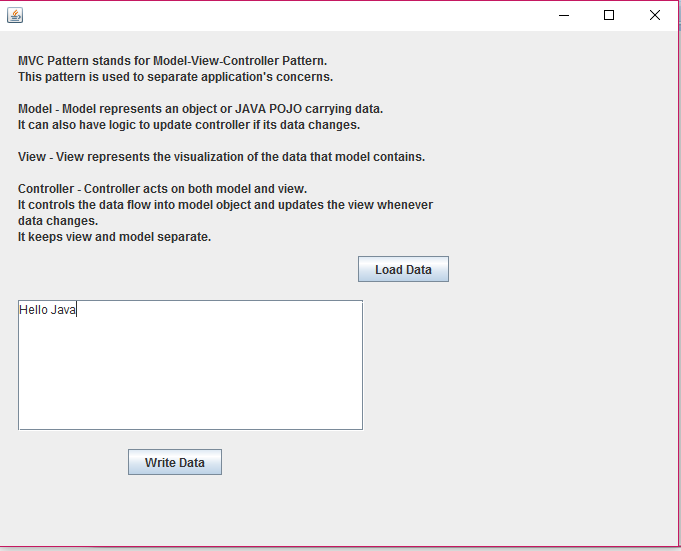 MVC Pattern stands for Model-View-Controller Pattern.
This pattern is used to separate application's concerns.
Model - Model represents an object or JAVA POJO carrying data.
It can also have logic to update controller if its data changes.
View - View represents the visualization of the data that model contains.
Controller - Controller acts on both model and view.
It controls the data flow into model object and updates the view whenever
data changes.
It keeps view and model separate.
Load Data
Hello Java
Write Data